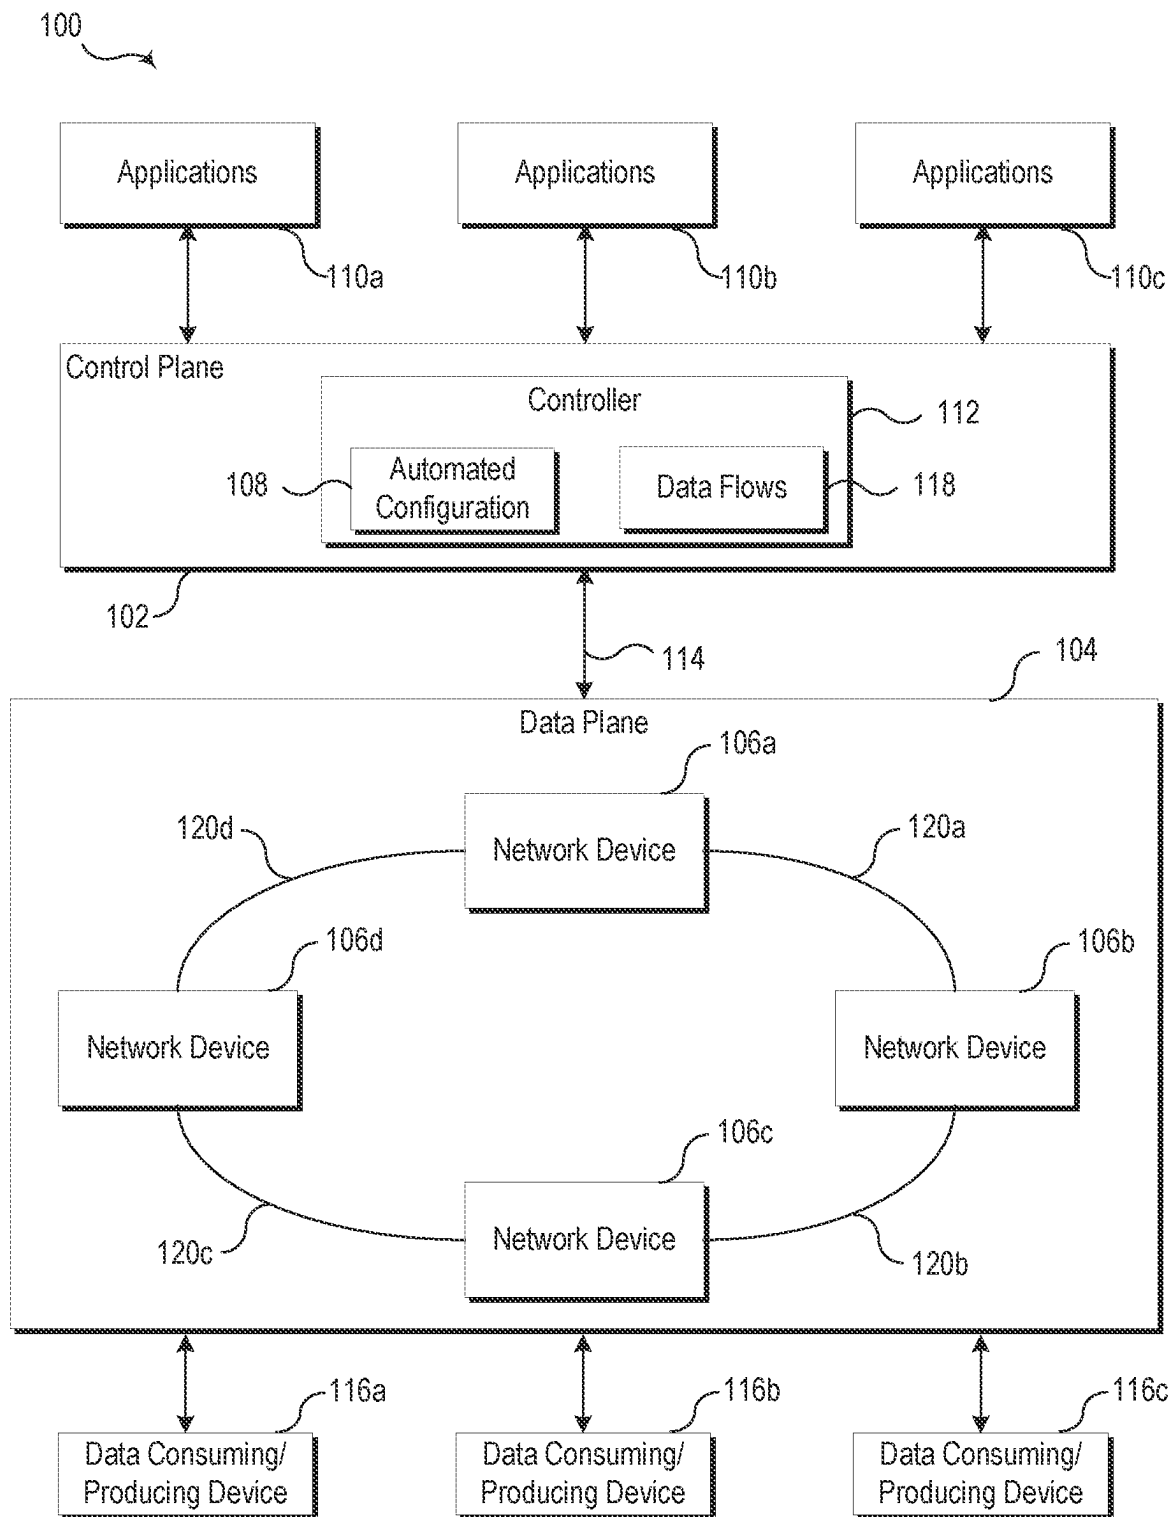 100
Applications
Applications
Applications
110a
110b
110c
Control Plane
Controller
112
108
Automated
Configuration
Data Flows
118
102
114
104
Data Plane
106a
120d
Network Device
120a
106d
106b
Network Device
Network Device
106c
120c
Network Device
120b
116a
116b
116c
Data Consuming/
Producing Device
Data Consuming/
Producing Device
Data Consuming/
Producing Device